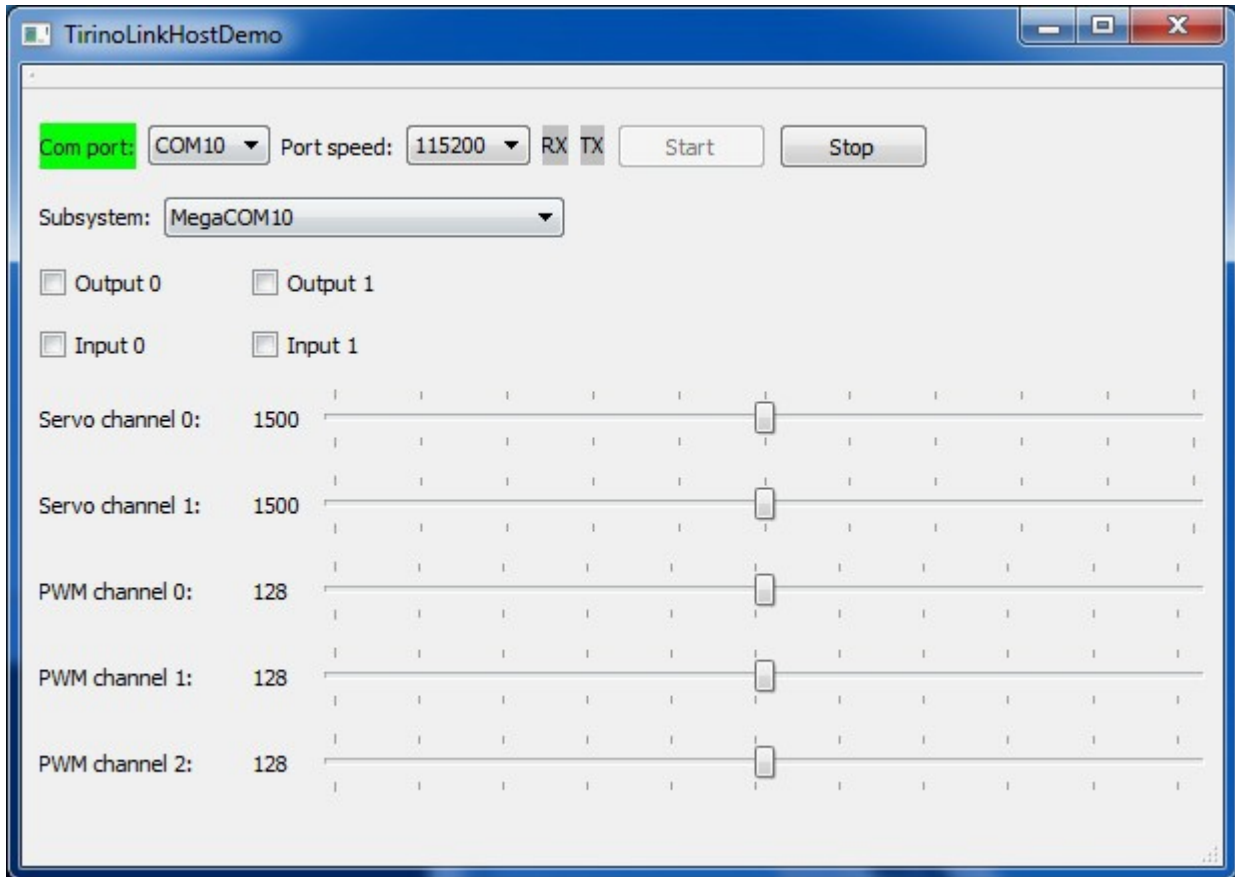 TirinoLinkHostDemo
Com port: COM10 Port speed: 115200 RX TX Start Stop
Subsystem: MegaCOM10
Output 0 Output 1
Input 0 Input 1
Servo channel 0: 1500
Servo channel 1: 1500
PWM channel 0: 128
PWM channel 1: 128
PWM channel 2: 128